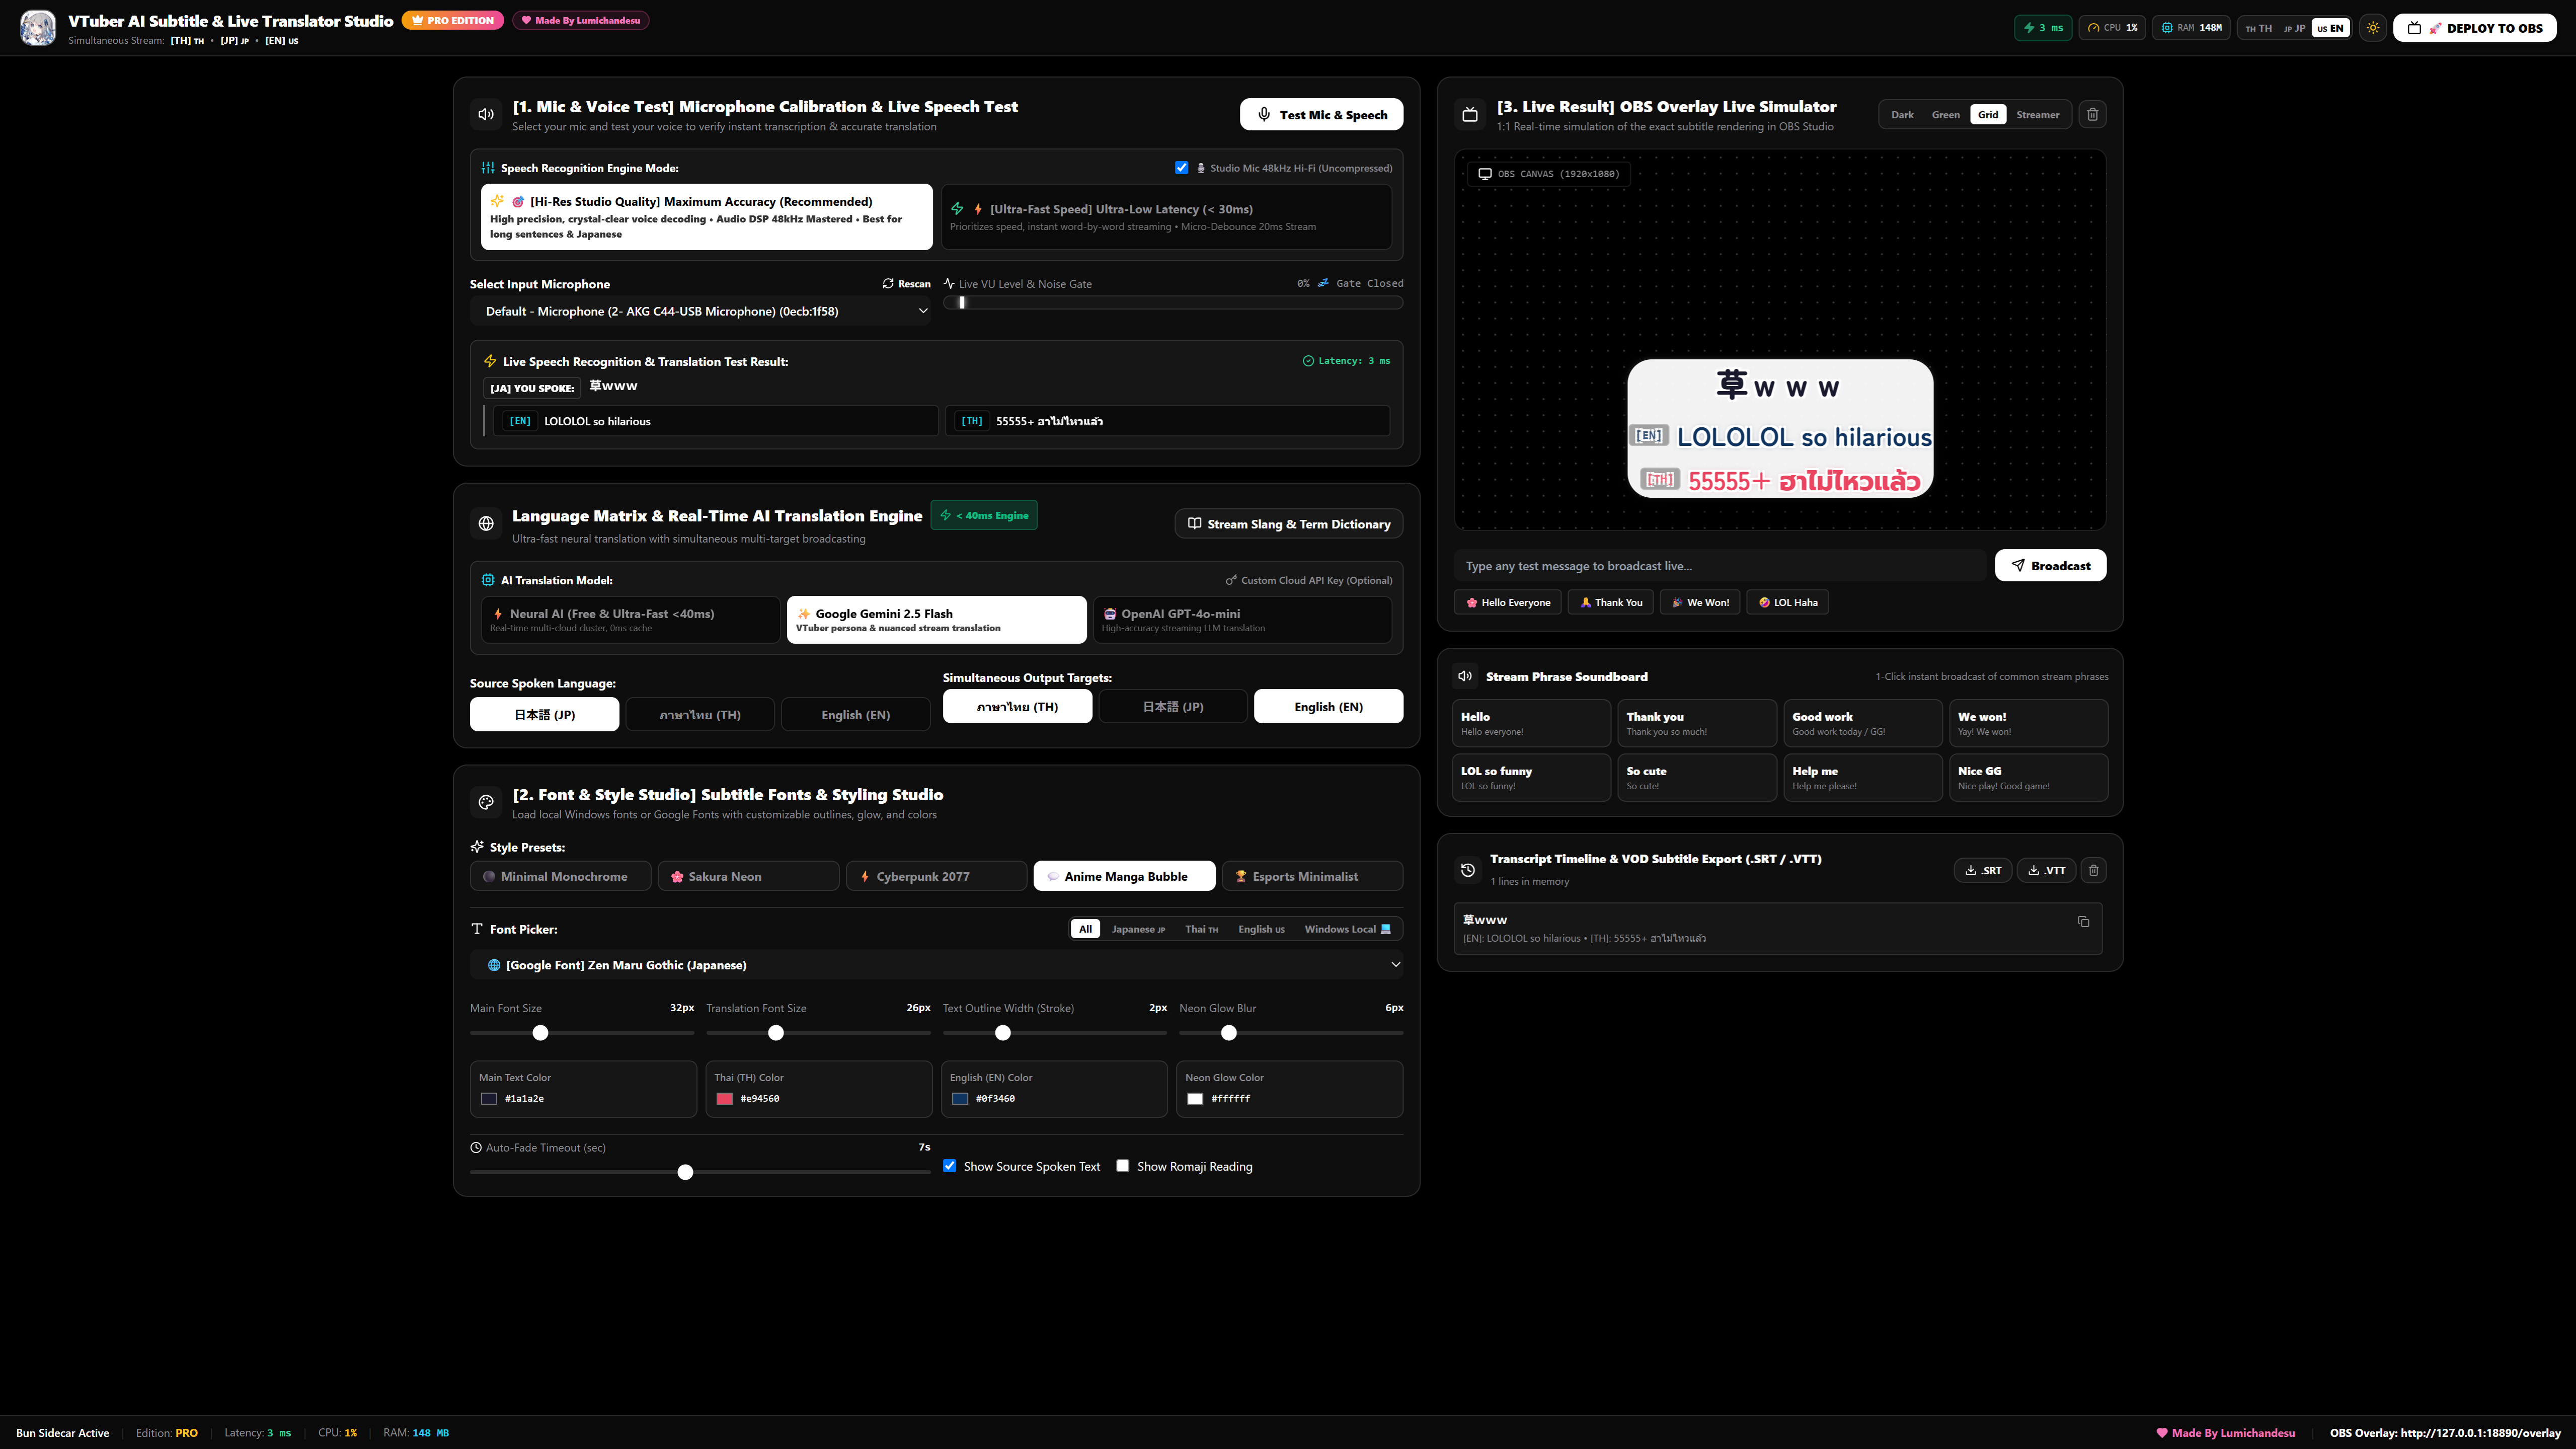 VTuber AI Subtitle & Live Translator Studio
PRO EDITION
Made By Lumichandesu
Simultaneous Stream: [TH] TH • [JP] JP • [EN] US
3 ms
CPU 1%
RAM 148M
TH TH
JP JP
US EN
DEPLOY TO OBS
[1. Mic & Voice Test] Microphone Calibration & Live Speech Test
Select your mic and test your voice to verify instant transcription & accurate translation
Test Mic & Speech
Speech Recognition Engine Mode:
Studio Mic 48kHz Hi-Fi (Uncompressed)
[Hi-Res Studio Quality] Maximum Accuracy (Recommended)
High precision, crystal-clear voice decoding • Audio DSP 48kHz Mastered • Best for
long sentences & Japanese
[Ultra-Fast Speed] Ultra-Low Latency (< 30ms)
Prioritizes speed, instant word-by-word streaming • Micro-Debounce 20ms Stream
Select Input Microphone
Rescan
Live VU Level & Noise Gate
0% 💤 Gate Closed
Default - Microphone (2- AKG C44-USB Microphone) (0ecb:1f58)
Live Speech Recognition & Translation Test Result:
Latency: 3 ms
[JA] YOU SPOKE: 草www
[EN] LOLOLOL so hilarious
[TH] 55555+ ฮาไม่ไหวแล้ว
Language Matrix & Real-Time AI Translation Engine
< 40ms Engine
Ultra-fast neural translation with simultaneous multi-target broadcasting
Stream Slang & Term Dictionary
AI Translation Model:
Custom Cloud API Key (Optional)
Neural AI (Free & Ultra-Fast <40ms)
Real-time multi-cloud cluster, 0ms cache
Google Gemini 2.5 Flash
VTuber persona & nuanced stream translation
OpenAI GPT-4o-mini
High-accuracy streaming LLM translation
Source Spoken Language:
日本語 (JP)
ภาษาไทย (TH)
English (EN)
Simultaneous Output Targets:
ภาษาไทย (TH)
日本語 (JP)
English (EN)
[2. Font & Style Studio] Subtitle Fonts & Styling Studio
Load local Windows fonts or Google Fonts with customizable outlines, glow, and colors
Style Presets:
Minimal Monochrome
Sakura Neon
Cyberpunk 2077
Anime Manga Bubble
Esports Minimalist
Font Picker:
All
Japanese JP
Thai TH
English US
Windows Local
[Google Font] Zen Maru Gothic (Japanese)
Main Font Size 32px
Translation Font Size 26px
Text Outline Width (Stroke) 2px
Neon Glow Blur 6px
Main Text Color
#1a1a2e
Thai (TH) Color
#e94560
English (EN) Color
#0f3460
Neon Glow Color
#ffffff
Auto-Fade Timeout (sec) 7s
Show Source Spoken Text
Show Romaji Reading
[3. Live Result] OBS Overlay Live Simulator
1:1 Real-time simulation of the exact subtitle rendering in OBS Studio
Dark
Green
Grid
Streamer
OBS CANVAS (1920x1080)
草www
[EN] LOLOLOL so hilarious
[TH] 55555+ ฮาไม่ไหวแล้ว
Type any test message to broadcast live...
Broadcast
Hello Everyone
Thank You
We Won!
LOL Haha
Stream Phrase Soundboard
1-Click instant broadcast of common stream phrases
Hello
Hello everyone!
Thank you
Thank you so much!
Good work
Good work today / GG!
We won!
Yay! We won!
LOL so funny
LOL so funny!
So cute
So cute!
Help me
Help me please!
Nice GG
Nice play! Good game!
Transcript Timeline & VOD Subtitle Export (.SRT / .VTT)
1 lines in memory
.SRT
.VTT
草www
[EN]: LOLOLOL so hilarious • [TH]: 55555+ ฮาไม่ไหวแล้ว
Bun Sidecar Active
Edition: PRO
Latency: 3 ms
CPU: 1%
RAM: 148 MB
Made By Lumichandesu
OBS Overlay: http://127.0.0.1:18890/overlay